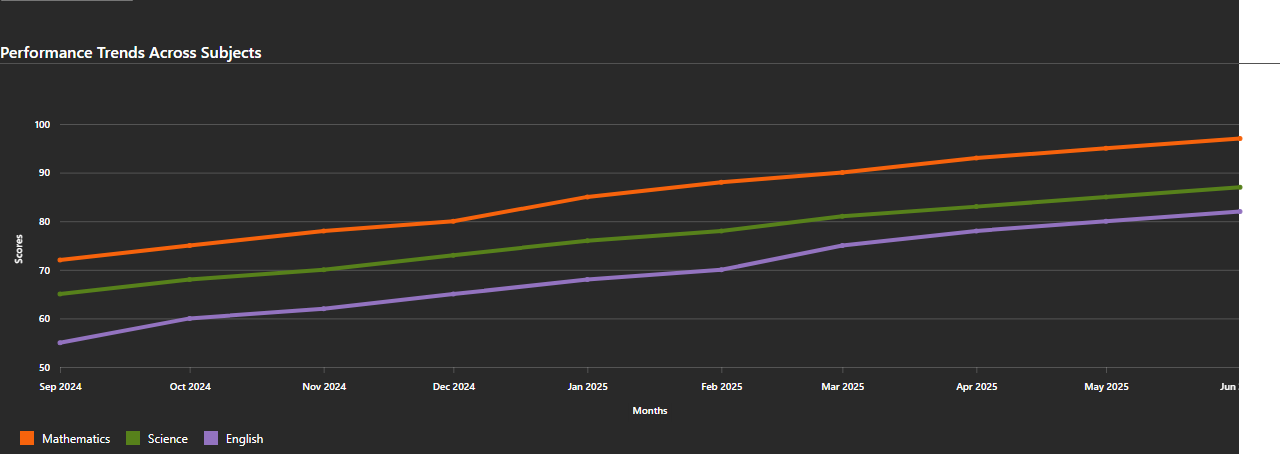 Performance Trends Across Subjects
100
90
80
70
60
50
Scores
Sep 2024 Oct 2024 Nov 2024 Dec 2024 Jan 2025 Feb 2025 Mar 2025 Apr 2025 May 2025 Jun
Months
Mathematics Science English